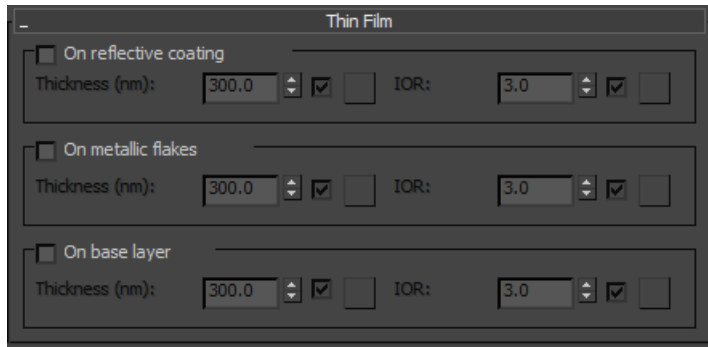 Thin Film
On reflective coating
Thickness (nm): 300.0 IOR: 3.0
On metallic flakes
Thickness (nm): 300.0 IOR: 3.0
On base layer
Thickness (nm): 300.0 IOR: 3.0